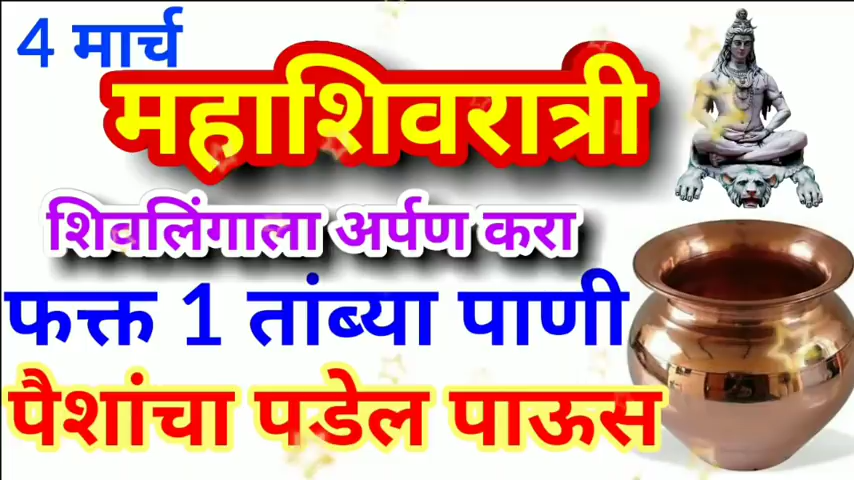 4 मार्च
महाशिवरात्री
शिवलिंगाला अर्पण करा
फक्त 1 तांब्या पाणी
पैशांचा पडेल पाऊस